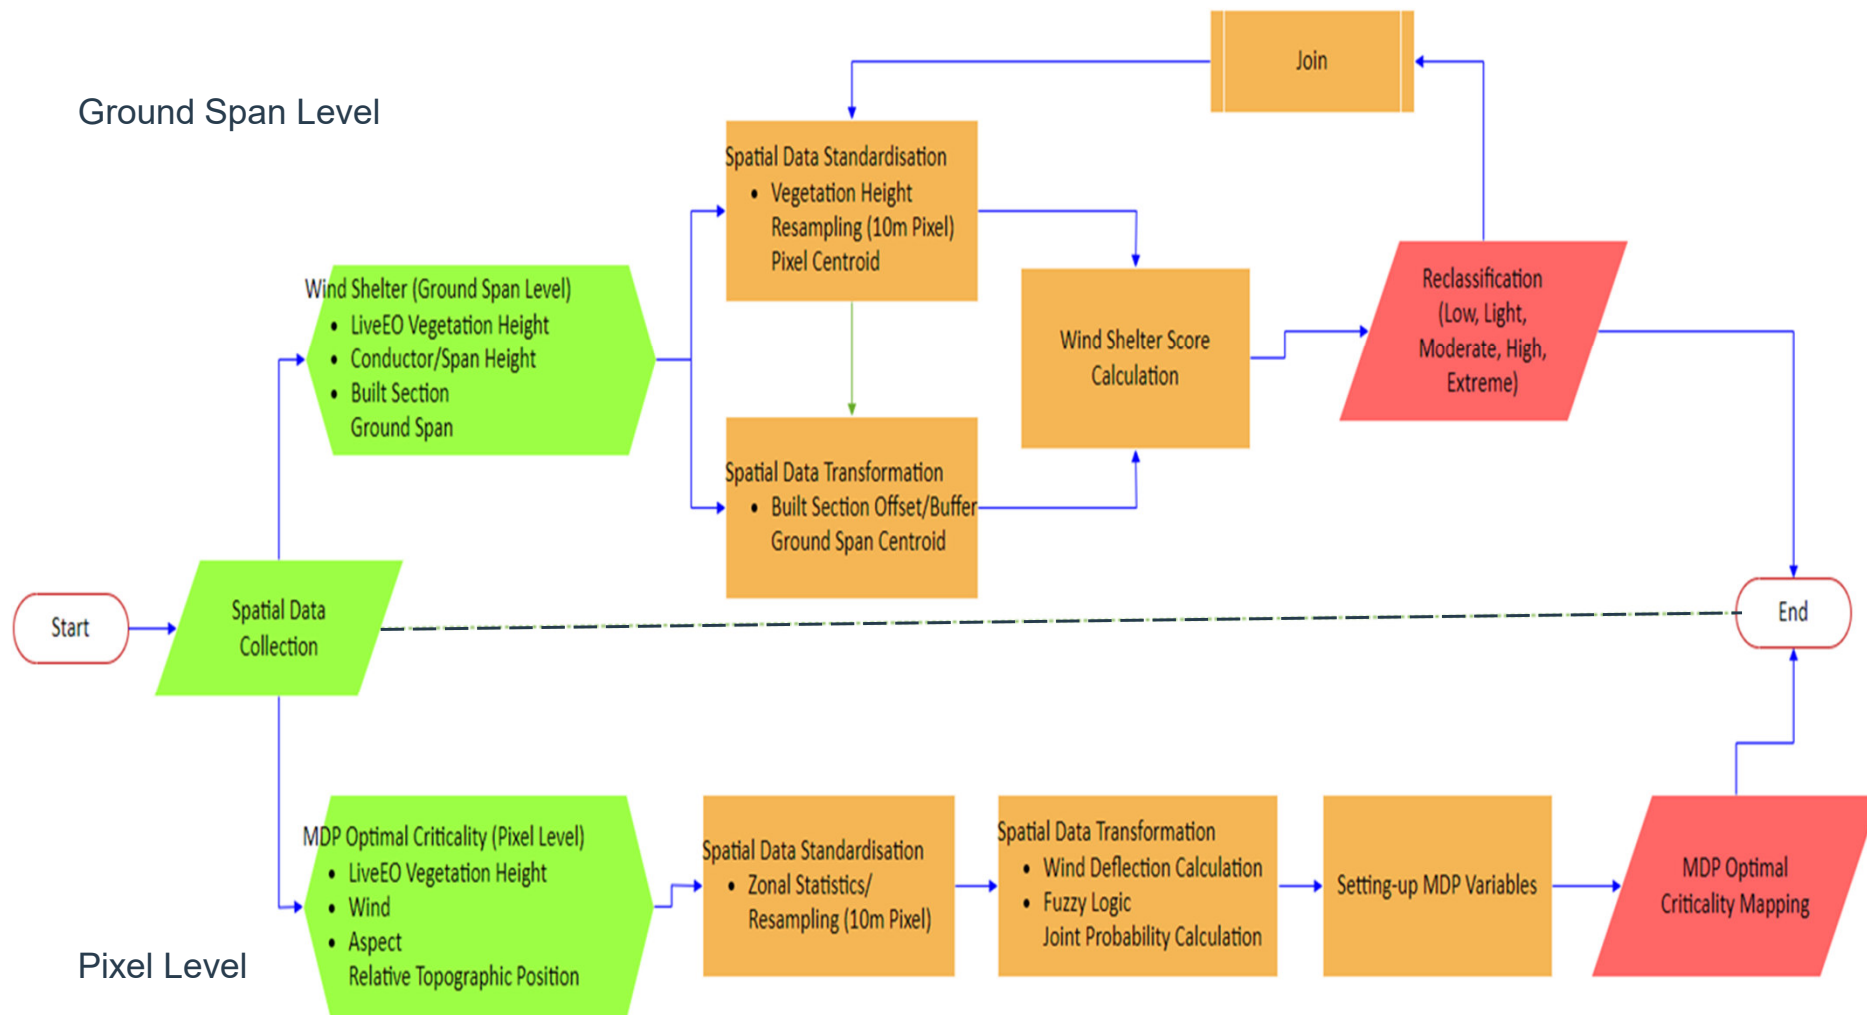 Ground Span Level
Join
Spatial Data Standardisation
• Vegetation Height
Resampling (10m Pixel)
Pixel Centroid
Wind Shelter (Ground Span Level)
• LiveEO Vegetation Height
• Conductor/Span Height
• Built Section
Ground Span
Wind Shelter Score
Calculation
Reclassification
(Low, Light,
Moderate, High,
Extreme)
Spatial Data Transformation
• Built Section Offset/Buffer
Ground Span Centroid
Start
Spatial Data
Collection
End
MDP Optimal Criticality (Pixel Level)
• LiveEO Vegetation Height
• Wind
• Aspect
Relative Topographic Position
Spatial Data Standardisation
• Zonal Statistics/
Resampling (10m Pixel)
Spatial Data Transformation
• Wind Deflection Calculation
• Fuzzy Logic
Joint Probability Calculation
Setting-up MDP Variables
MDP Optimal
Criticality Mapping
Pixel Level